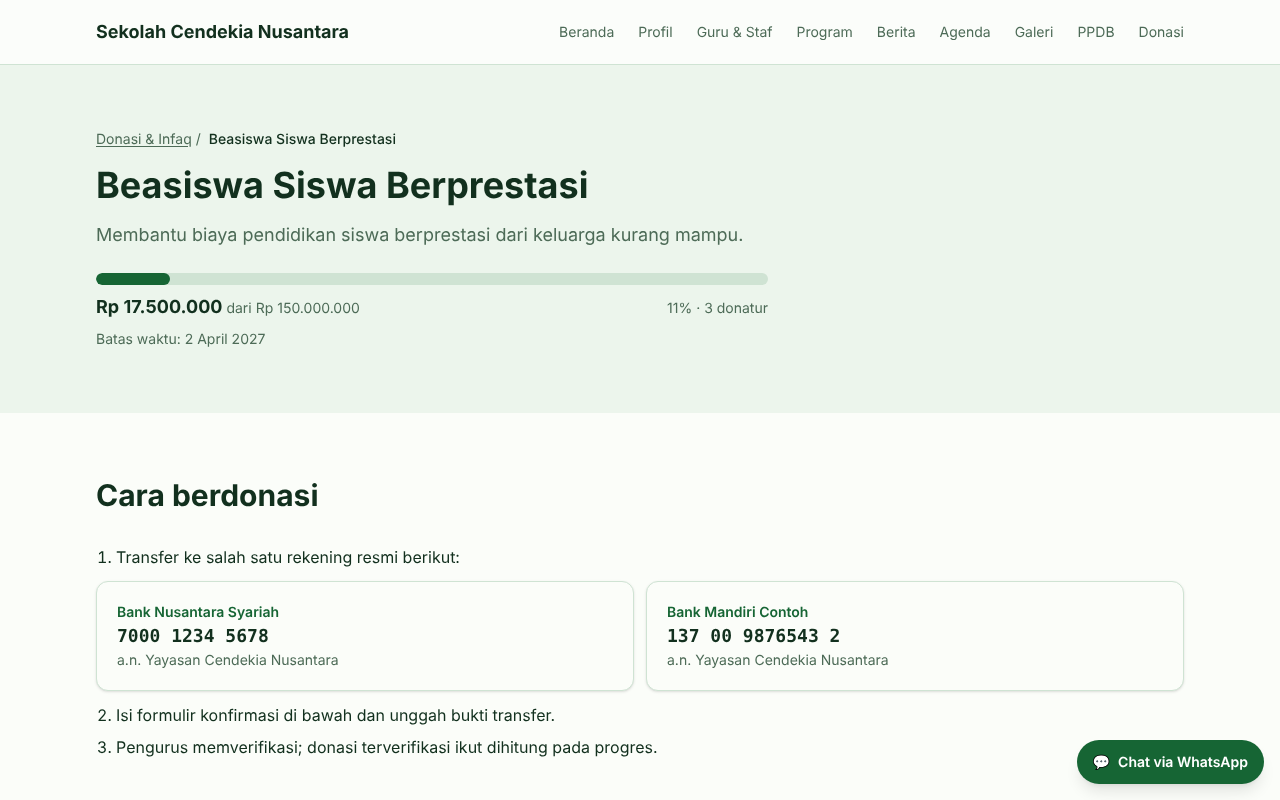 Sekolah Cendekia Nusantara
Beranda Profil Guru & Staf Program Berita Agenda Galeri PPDB Donasi
Donasi & Infaq / Beasiswa Siswa Berprestasi
Beasiswa Siswa Berprestasi
Membantu biaya pendidikan siswa berprestasi dari keluarga kurang mampu.
Rp 17.500.000 dari Rp 150.000.000 11% · 3 donatur
Batas waktu: 2 April 2027
Cara berdonasi
1. Transfer ke salah satu rekening resmi berikut:
Bank Nusantara Syariah
7000 1234 5678
a.n. Yayasan Cendekia Nusantara
Bank Mandiri Contoh
137 00 9876543 2
a.n. Yayasan Cendekia Nusantara
2. Isi formulir konfirmasi di bawah dan unggah bukti transfer.
3. Pengurus memverifikasi; donasi terverifikasi ikut dihitung pada progres.
💬 Chat via WhatsApp